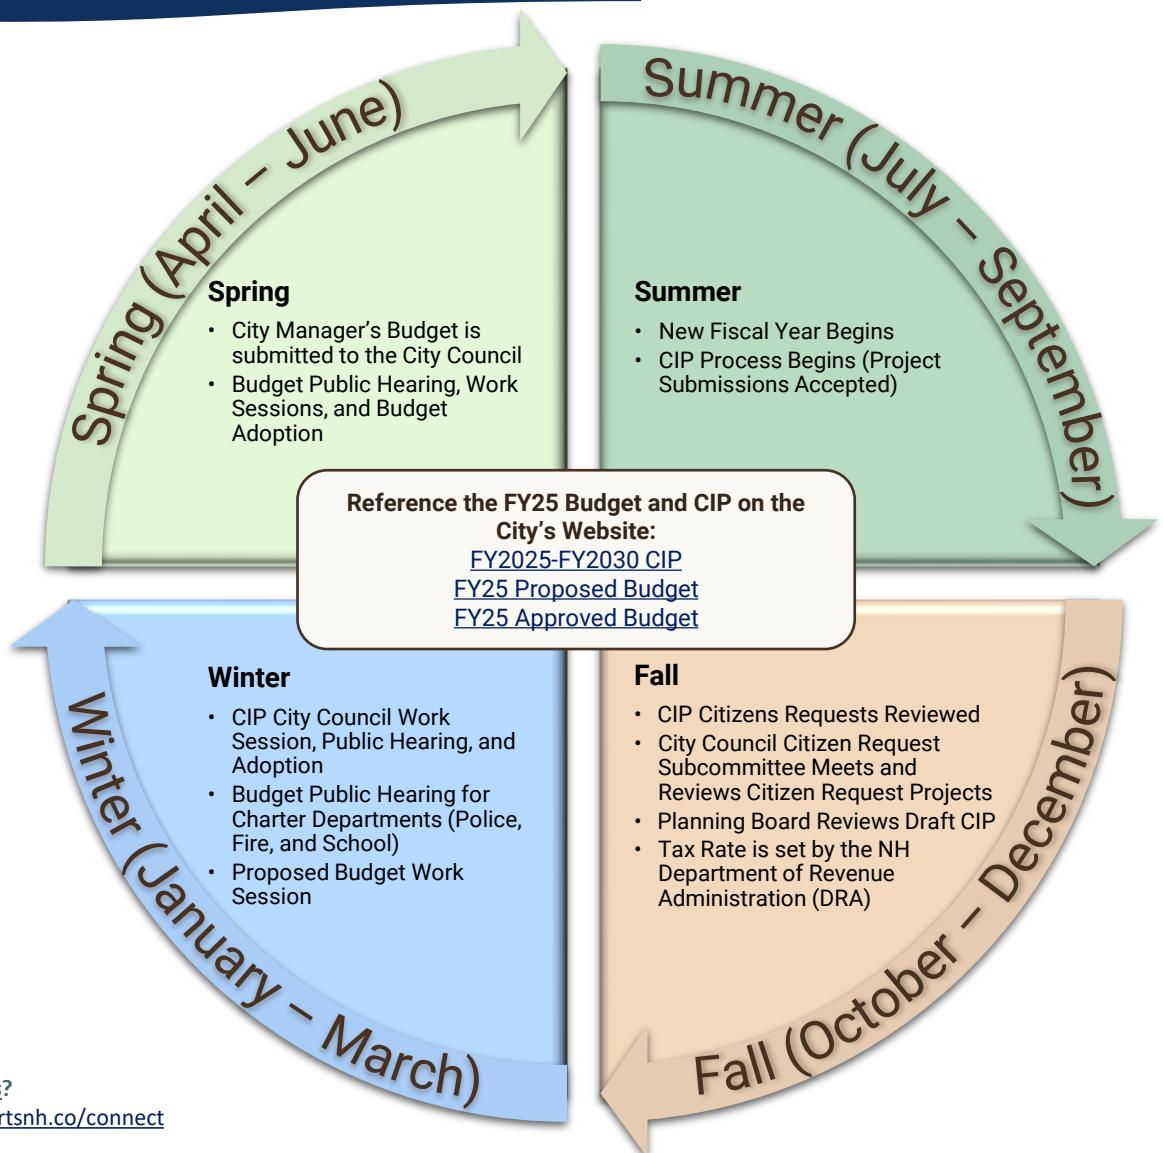 Spring (April – June)
Summer (July – September)
Spring
• City Manager’s Budget is
submitted to the City Council
• Budget Public Hearing, Work
Sessions, and Budget
Adoption
Summer
• New Fiscal Year Begins
• CIP Process Begins (Project
Submissions Accepted)
Reference the FY25 Budget and CIP on the
City’s Website:
FY2025-FY2030 CIP
FY25 Proposed Budget
FY25 Approved Budget
Winter
• CIP City Council Work
Session, Public Hearing, and
Adoption
• Budget Public Hearing for
Charter Departments (Police,
Fire, and School)
• Proposed Budget Work
Session
Fall
• CIP Citizens Requests Reviewed
• City Council Citizen Request
Subcommittee Meets and
Reviews Citizen Request Projects
• Planning Board Reviews Draft CIP
• Tax Rate is set by the NH
Department of Revenue
Administration (DRA)
Winter (January – March)
Fall (October – December)
s?
rtsnh.co/connect